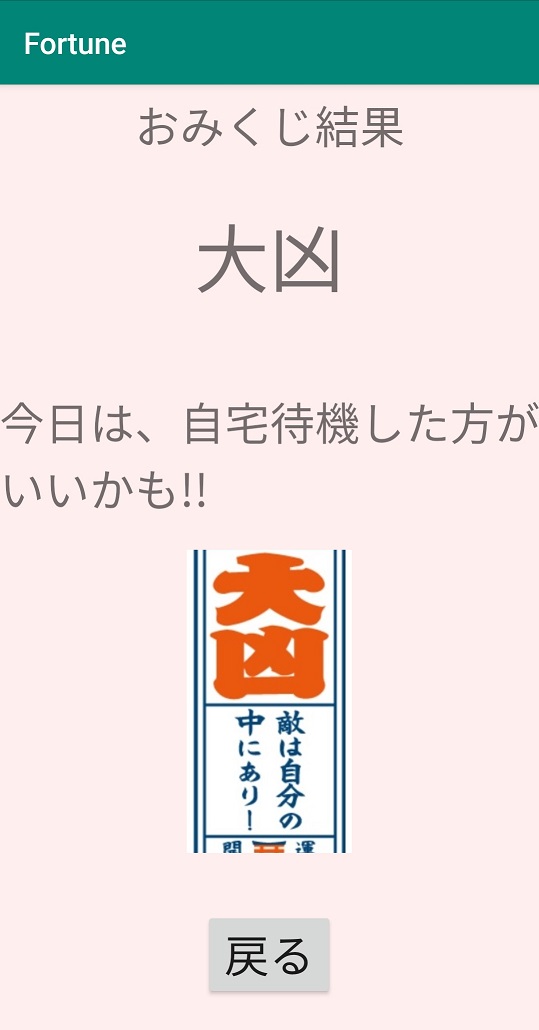 Fortune
おみくじ結果
大凶
今日は、自宅待機した方が
いいかも!!
大凶
敵は自分の
中にあり！
開運
戻る